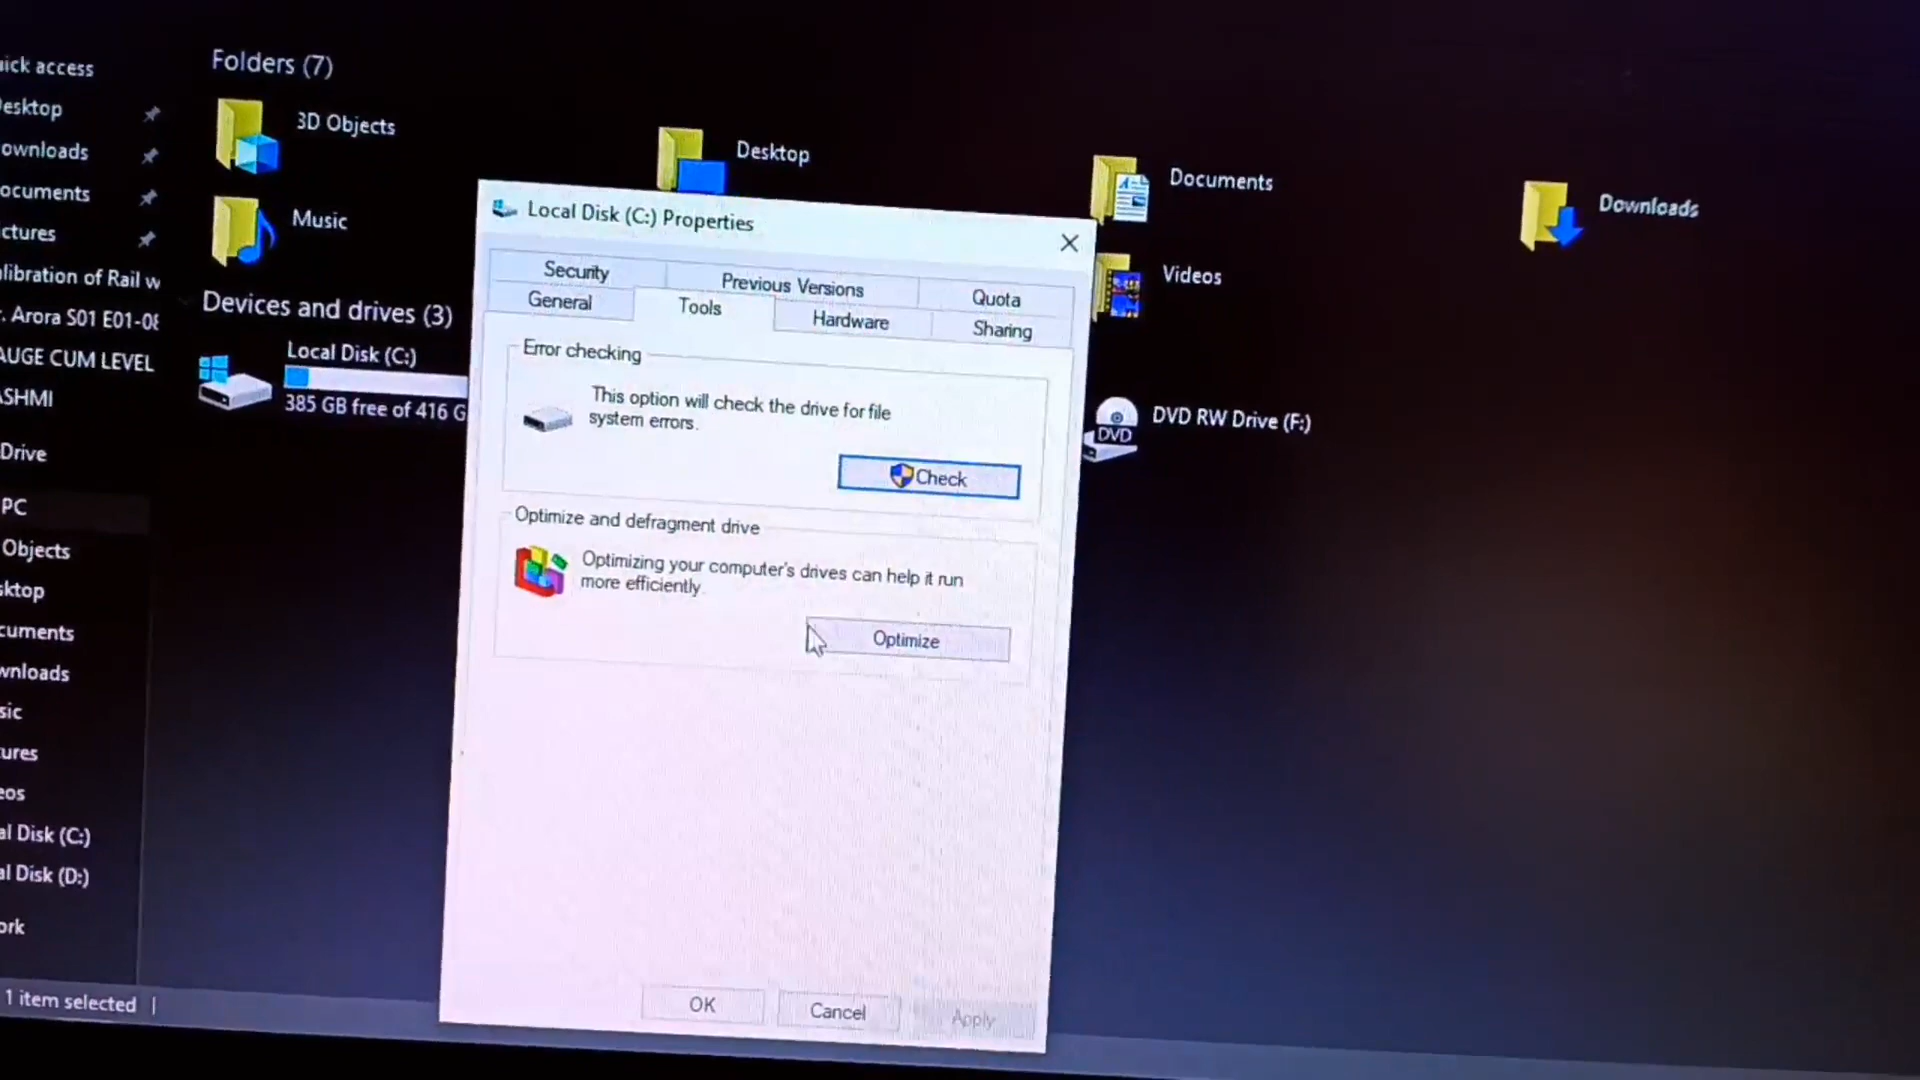 ick access
esktop
ownloads
ocuments
ctures
libration of Rail w
. Arora S01 E01-08
AUGE CUM LEVEL
ASHMI
Drive
PC
Objects
ktop
cuments
wnloads
sic
ures
eos
al Disk (C:)
al Disk (D:)
ork
1 item selected
Folders (7)
3D Objects
Desktop
Documents
Downloads
Music
Videos
Devices and drives (3)
Local Disk (C:)
385 GB free of 416 G
DVD RW Drive (F:)
DVD
Local Disk (C:) Properties
Security
Previous Versions
Quota
General
Tools
Hardware
Sharing
Error checking
This option will check the drive for file
system errors.
Check
Optimize and defragment drive
Optimizing your computer's drives can help it run
more efficiently.
Optimize
OK
Cancel
Apply